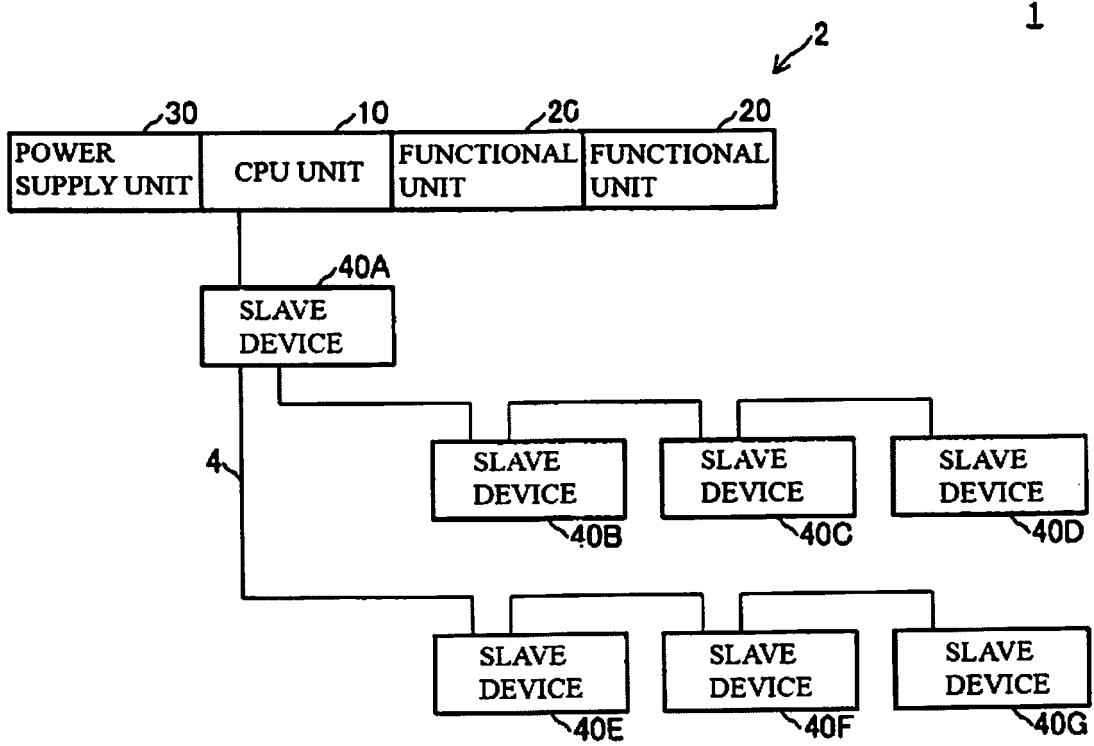 1
2
30
10
20
20
POWER
SUPPLY UNIT
CPU UNIT
FUNCTIONAL
UNIT
FUNCTIONAL
UNIT
40A
SLAVE
DEVICE
4
SLAVE
DEVICE
SLAVE
DEVICE
SLAVE
DEVICE
40B
40C
40D
SLAVE
DEVICE
SLAVE
DEVICE
SLAVE
DEVICE
40E
40F
40G